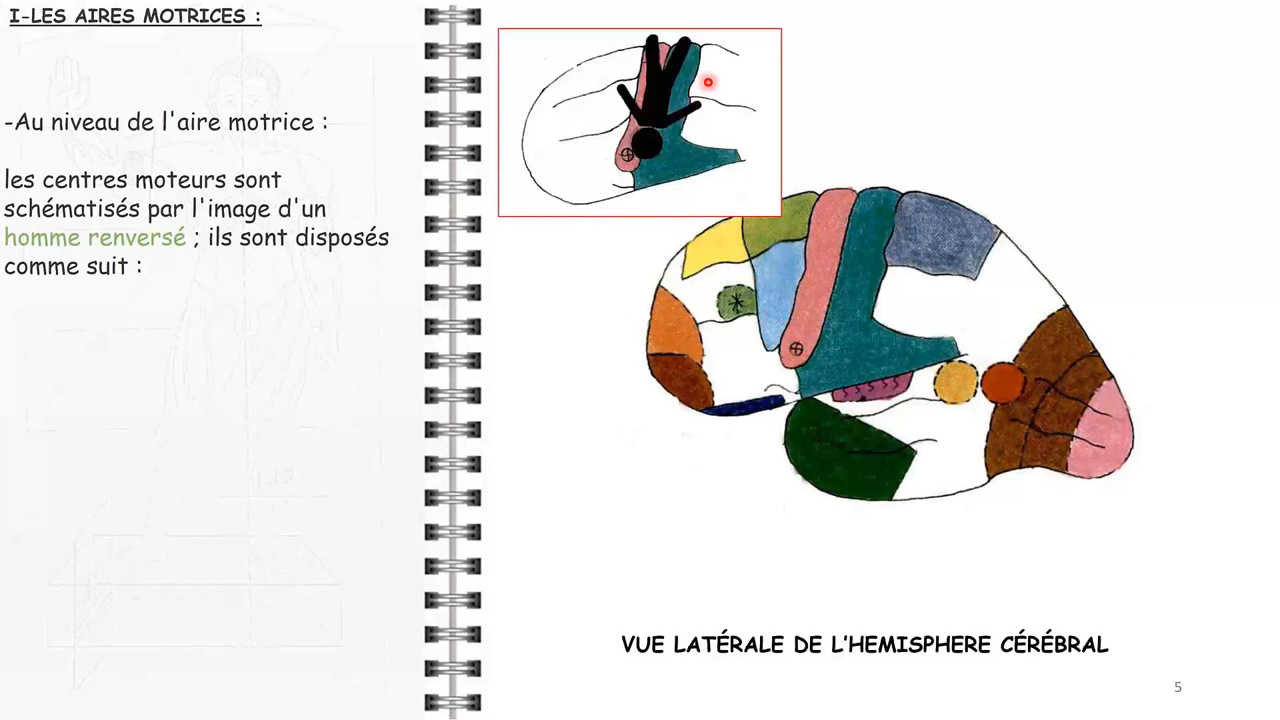 I-LES AIRES MOTRICES :
-Au niveau de l'aire motrice :
les centres moteurs sont
schématisés par l'image d'un
homme renversé ; ils sont disposés
comme suit :
VUE LATÉRALE DE L'HEMISPHERE CÉRÉBRAL
5